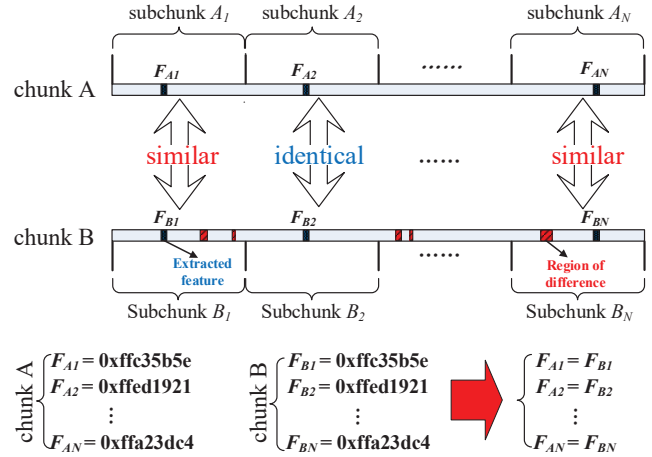 subchunk A1 subchunk A2 subchunk AN
......
FA1 FA2 FAN
chunk A
similar identical ...... similar
FB1 FB2 FBN
chunk B
Extracted feature
......
Region of difference
Subchunk B1 Subchunk B2 Subchunk BN
chunk A
FA1 = 0xffc35b5e
FA2 = 0xffed1921
⋮
FAN = 0xffa23dc4
chunk B
FB1 = 0xffc35b5e
FB2 = 0xffed1921
⋮
FBN = 0xffa23dc4
FA1 = FB1
FA2 = FB2
⋮
FAN = FBN